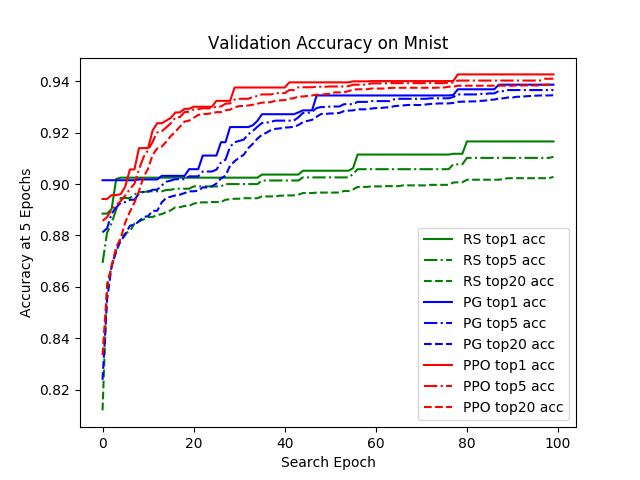 Validation Accuracy on Mnist
Accuracy at 5 Epochs
0.94
0.92
0.90
0.88
0.86
0.84
0.82
RS top1 acc
RS top5 acc
RS top20 acc
PG top1 acc
PG top5 acc
PG top20 acc
PPO top1 acc
PPO top5 acc
PPO top20 acc
0 20 40 60 80 100
Search Epoch